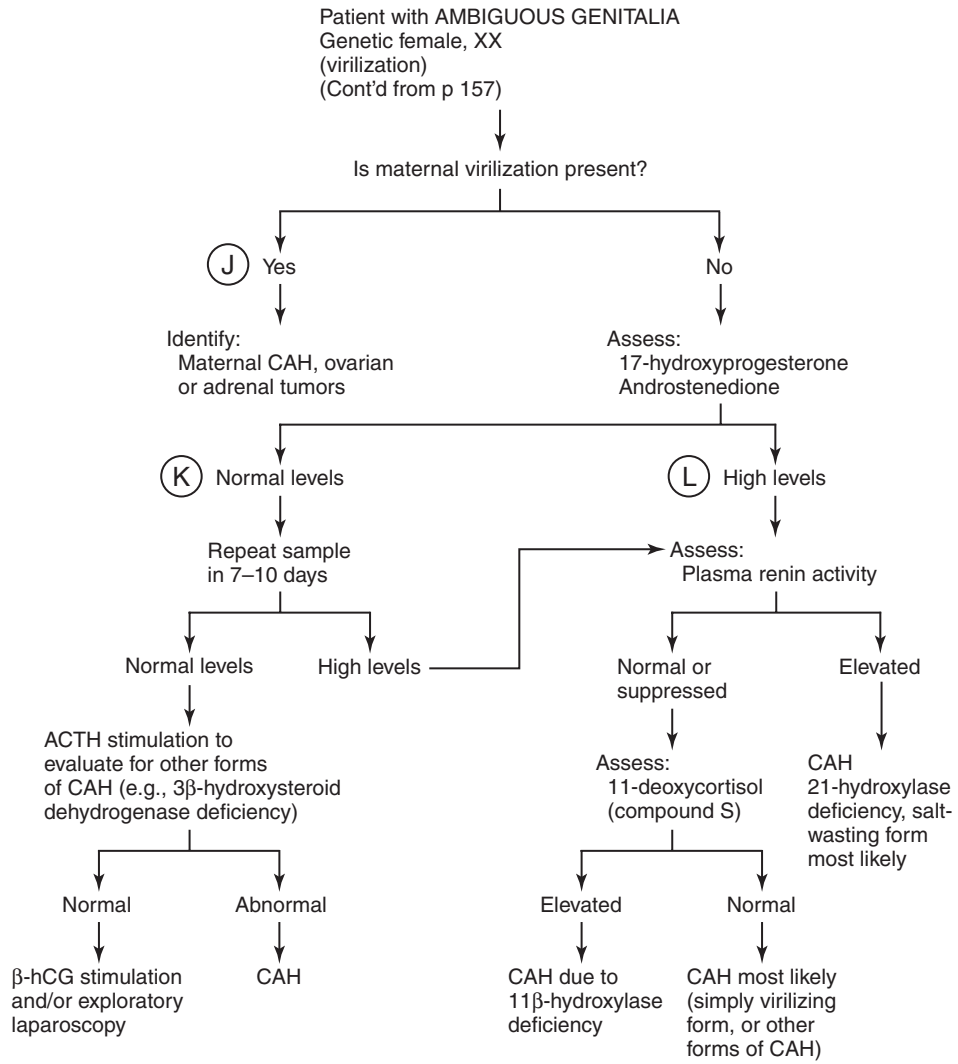 Patient with AMBIGUOUS GENITALIA
Genetic female, XX
(virilization)
(Cont'd from p 157)
Is maternal virilization present?
J
Yes
No
Identify:
Maternal CAH, ovarian
or adrenal tumors
Assess:
17-hydroxyprogesterone
Androstenedione
K
Normal levels
L
High levels
Repeat sample
in 7–10 days
Assess:
Plasma renin activity
Normal levels
High levels
Normal or
suppressed
Elevated
ACTH stimulation to
evaluate for other forms
of CAH (e.g., 3β-hydroxysteroid
dehydrogenase deficiency)
Assess:
11-deoxycortisol
(compound S)
CAH
21-hydroxylase
deficiency, salt-
wasting form
most likely
Normal
Abnormal
Elevated
Normal
β-hCG stimulation
and/or exploratory
laparoscopy
CAH
CAH due to
11β-hydroxylase
deficiency
CAH most likely
(simply virilizing
form, or other
forms of CAH)